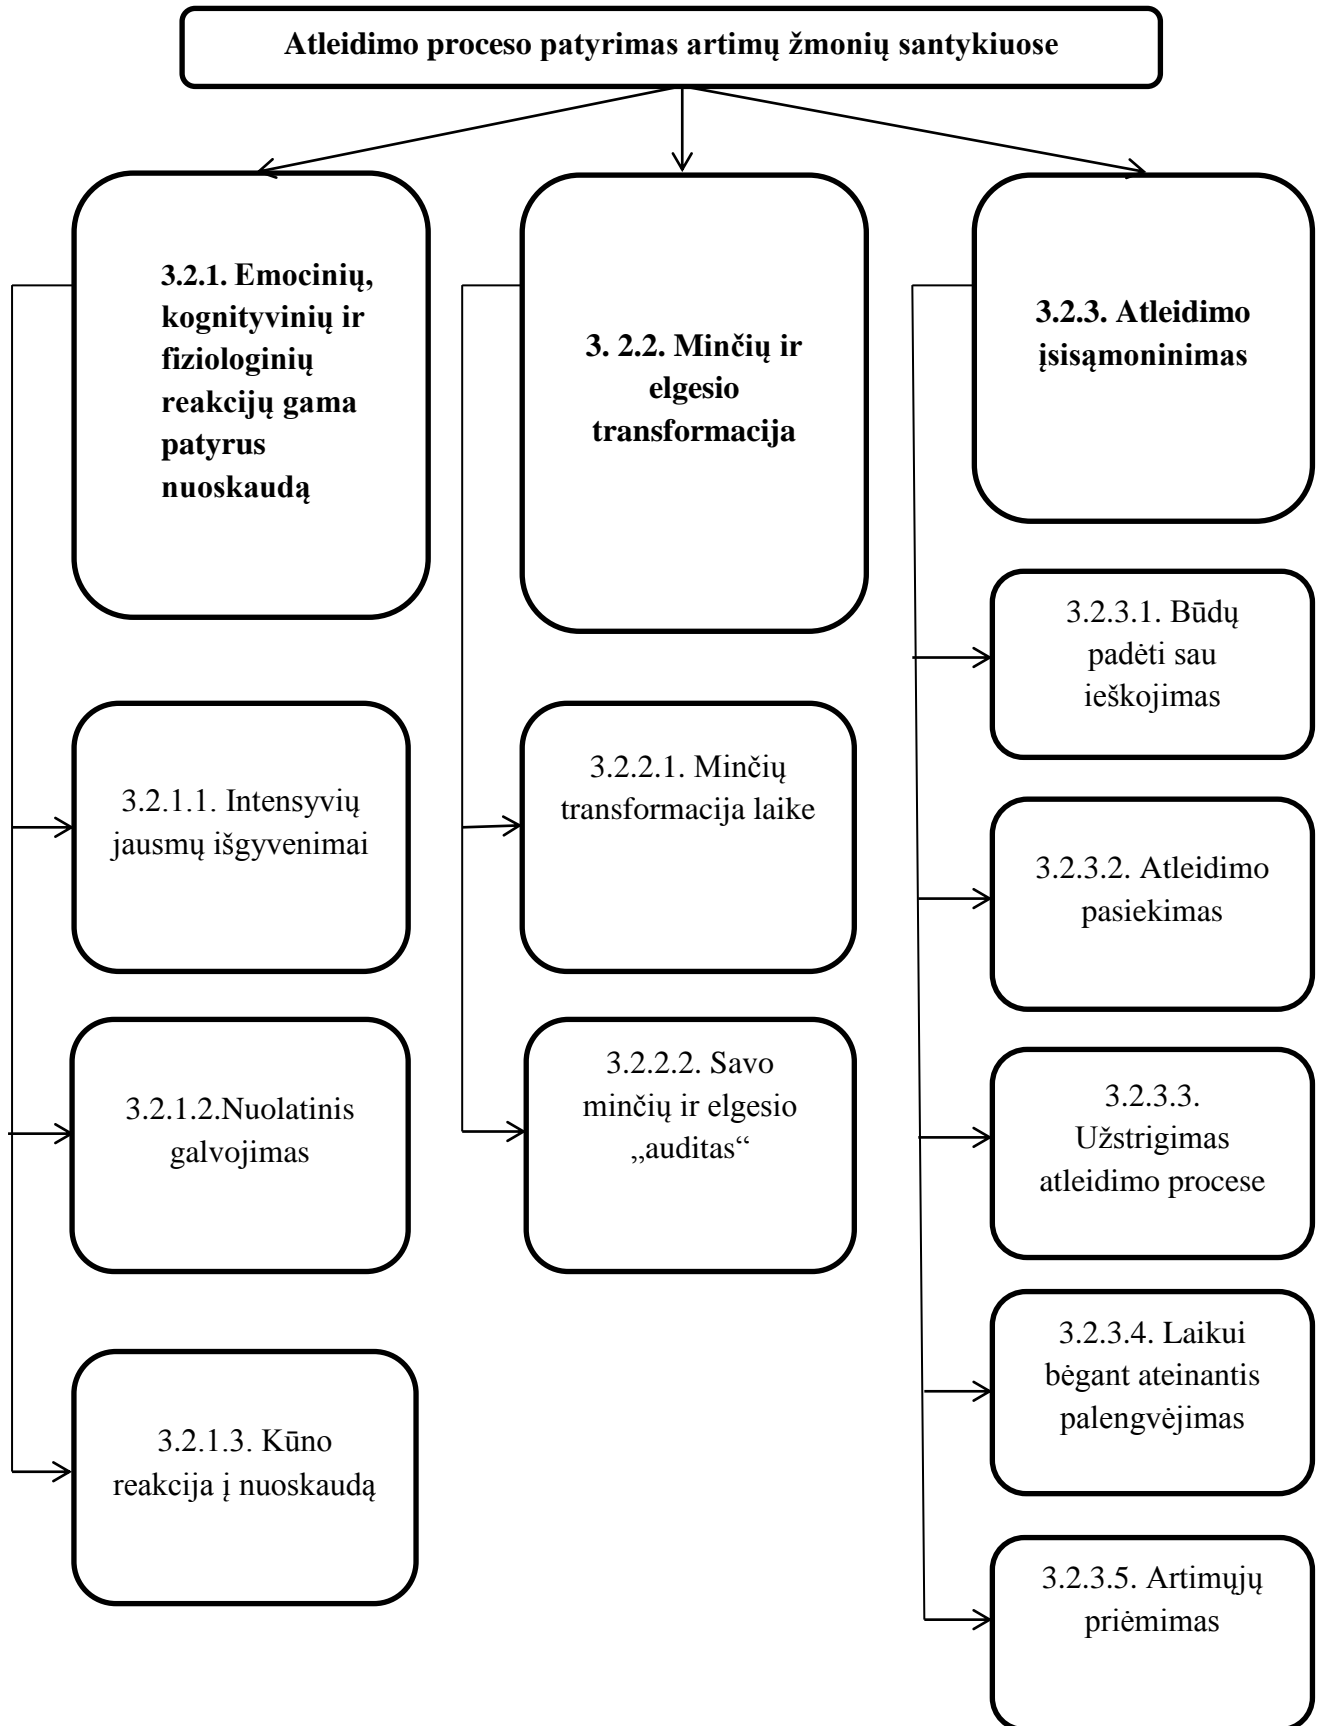 Atleidimo proceso patyrimas artimų žmonių santykiuose
3.2.1. Emocinių,
kognityvinių ir
fiziologinių
reakcijų gama
patyrus
nuoskaudą
3.2.1.1. Intensyvių
jausmų išgyvenimai
3.2.1.2.Nuolatinis
galvojimas
3.2.1.3. Kūno
reakcija į nuoskaudą
3. 2.2. Minčių ir
elgesio
transformacija
3.2.2.1. Minčių
transformacija laike
3.2.2.2. Savo
minčių ir elgesio
„auditas“
3.2.3. Atleidimo
įsisąmoninimas
3.2.3.1. Būdų
padėti sau
ieškojimas
3.2.3.2. Atleidimo
pasiekimas
3.2.3.3.
Užstrigimas
atleidimo procese
3.2.3.4. Laikui
bėgant ateinantis
palengvėjimas
3.2.3.5. Artimųjų
priėmimas